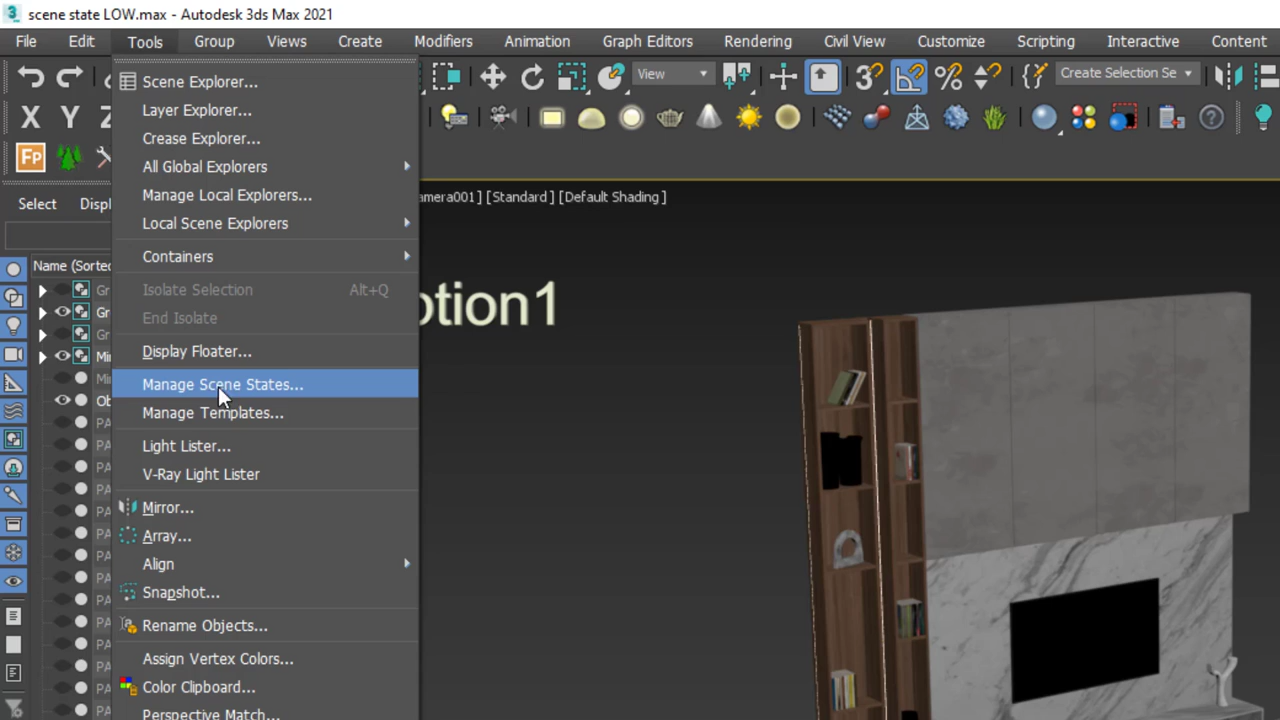 scene state LOW.max - Autodesk 3ds Max 2021
File Edit Tools Group Views Create Modifiers Animation Graph Editors Rendering Civil View Customize Scripting Interactive Content
View 3 Create Selection Se
X Y Z
Fp
Select Displ
Name (Sorted
Scene Explorer...
Layer Explorer...
Crease Explorer...
All Global Explorers
Manage Local Explorers...
Local Scene Explorers
Containers
Isolate Selection Alt+Q
End Isolate
Display Floater...
Manage Scene States...
Manage Templates...
Light Lister...
V-Ray Light Lister
Mirror...
Array...
Align
Snapshot...
Rename Objects...
Assign Vertex Colors...
Color Clipboard...
Perspective Match...
amera001 ] [Standard ] [Default Shading ]
ption1